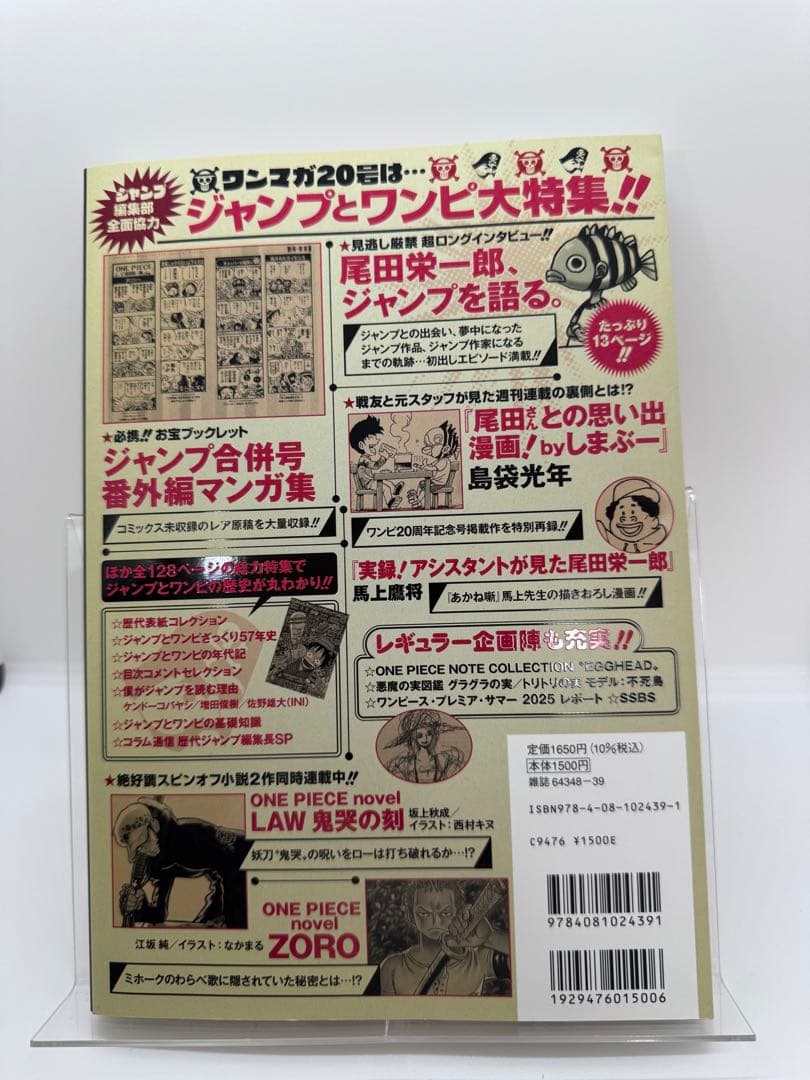 ワンマガ20号は…
ジャンプ
編集部
全面協力
ジャンプとワンピ大特集!!
★見逃し厳禁 超ロングインタビュー!!
尾田栄一郎、
ジャンプを語る。
ジャンプとの出会い、夢中になった
ジャンプ作品、ジャンプ作家になる
までの軌跡…初出しエピソード満載!!
たっぷり
13ページ
!!
ONE PIECE
★必携!! お宝ブックレット
ジャンプ合併号
番外編マンガ集
コミックス未収録のレア原稿を大量収録!!
★戦友と元スタッフが見た週刊連載の裏側とは!?
『尾田さんとの思い出
漫画!byしまぶー』
島袋光年
ワンピ20周年記念号掲載作を特別再録!!
『実録!アシスタントが見た尾田栄一郎』
馬上鷹将
『あかね噺』馬上先生の描きおろし漫画!!
ほか全128ページの総力特集で
ジャンプとワンピの歴史が丸わかり!!
☆歴代表紙コレクション
☆ジャンプとワンピざっくり57年史
☆ジャンプとワンピの年代記
☆目次コメントセレクション
☆僕がジャンプを読む理由
ケンドーコバヤシ/増田俊樹/佐野雄大(INI)
☆ジャンプとワンピの基礎知識
☆コラム通信 歴代ジャンプ編集長SP
レギュラー企画陣も充実!!
☆ONE PIECE NOTE COLLECTION "EGGHEAD"
☆悪魔の実図鑑 グラグラの実/トリトリの実 モデル:不死鳥
☆ワンピース・プレミア・サマー 2025 レポート ☆SSBS
★絶好調スピンオフ小説2作同時連載中!!
ONE PIECE novel
LAW 鬼哭の刻
坂上秋成/
イラスト:西村キヌ
妖刀"鬼哭"の呪いをローは打ち破れるか…!?
ONE PIECE
novel
ZORO
江坂 純/イラスト:なかまる
ミホークのわらべ歌に隠されていた秘密とは…!?
定価1650円(10%税込)
本体1500円
雑誌 64348-39
ISBN978-4-08-102439-1
C9476 ¥1500E
9784081024391
1929476015006